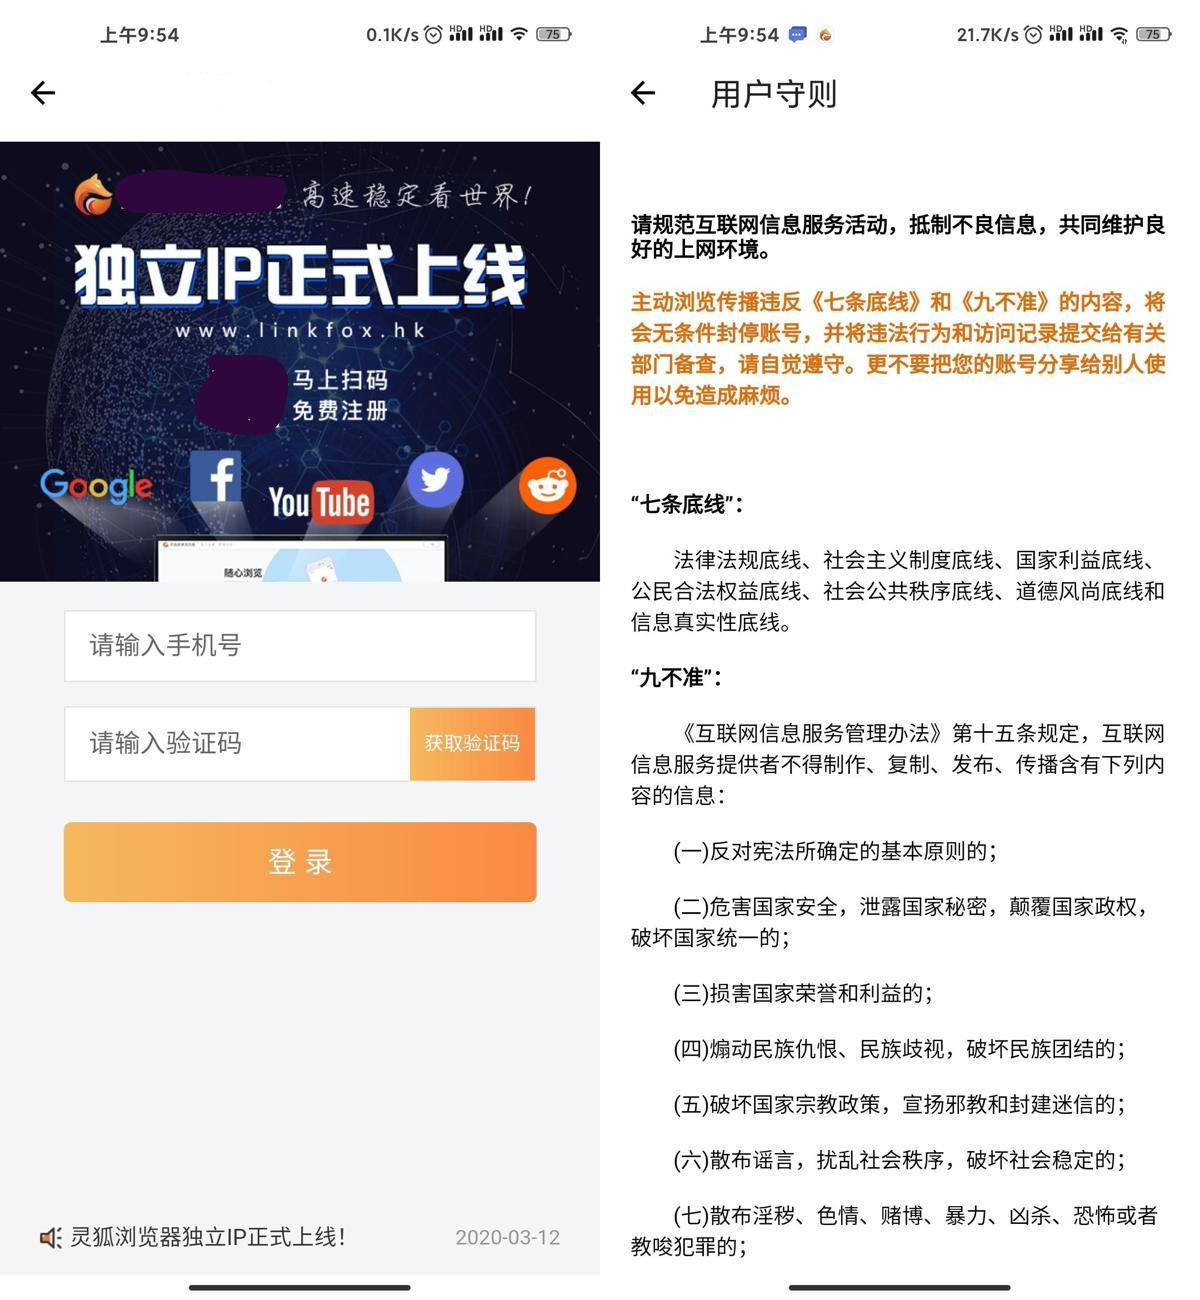 上午9:54
0.1K/s
HD
HD
75
高速稳定看世界!
独立IP正式上线
www.linkfox.hk
马上扫码
免费注册
Google
f
YouTube
随心浏览
请输入手机号
请输入验证码
获取验证码
登录
灵狐浏览器独立IP正式上线!
2020-03-12
上午9:54
21.7K/s
HD
HD
75
用户守则
请规范互联网信息服务活动，抵制不良信息，共同维护良
好的上网环境。
主动浏览传播违反《七条底线》和《九不准》的内容，将
会无条件封停账号，并将违法行为和访问记录提交给有关
部门备查，请自觉遵守。更不要把您的账号分享给别人使
用以免造成麻烦。
“七条底线”：
法律法规底线、社会主义制度底线、国家利益底线、
公民合法权益底线、社会公共秩序底线、道德风尚底线和
信息真实性底线。
“九不准”：
《互联网信息服务管理办法》第十五条规定，互联网
信息服务提供者不得制作、复制、发布、传播含有下列内
容的信息：
(一)反对宪法所确定的基本原则的；
(二)危害国家安全，泄露国家秘密，颠覆国家政权，
破坏国家统一的；
(三)损害国家荣誉和利益的；
(四)煽动民族仇恨、民族歧视，破坏民族团结的；
(五)破坏国家宗教政策，宣扬邪教和封建迷信的；
(六)散布谣言，扰乱社会秩序，破坏社会稳定的；
(七)散布淫秽、色情、赌博、暴力、凶杀、恐怖或者
教唆犯罪的；